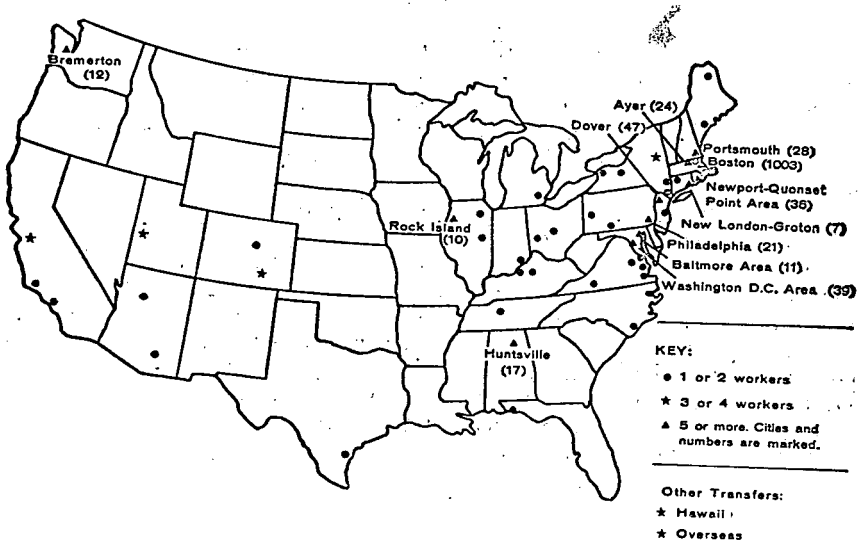 Bremerton
(12)
Ayer (24)
Dover (47)
Portsmouth (28)
Boston (1003)
Newport-Quonset
Point Area (36)
New London-Groton (7)
Philadelphia (21)
Baltmore Area (11)
Washington D.C. Area (39)
Rock Island
(10)
Huntsville
(17)
KEY:
1 or 2 workers
3 or 4 workers
5 or more. Cities and
numbers are marked.
Other Transfers:
Hawaii
Overseas